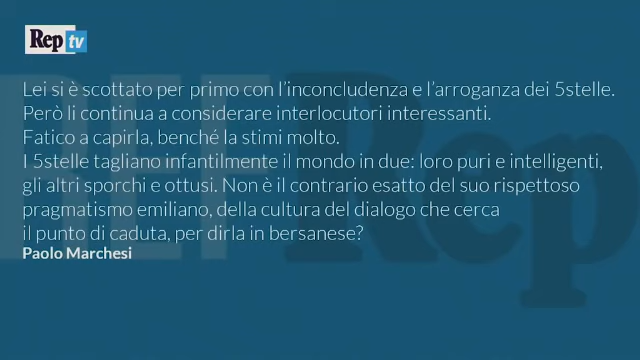 Rep tv
Lei si è scottato per primo con l'inconcludenza e l'arroganza dei 5stelle.
Però li continua a considerare interlocutori interessanti.
Fatico a capirla, benché la stimi molto.
I 5stelle tagliano infantilmente il mondo in due: loro puri e intelligenti,
gli altri sporchi e ottusi. Non è il contrario esatto del suo rispettoso
pragmatismo emiliano, della cultura del dialogo che cerca
il punto di caduta, per dirla in bersanese?
Paolo Marchesi
Rep